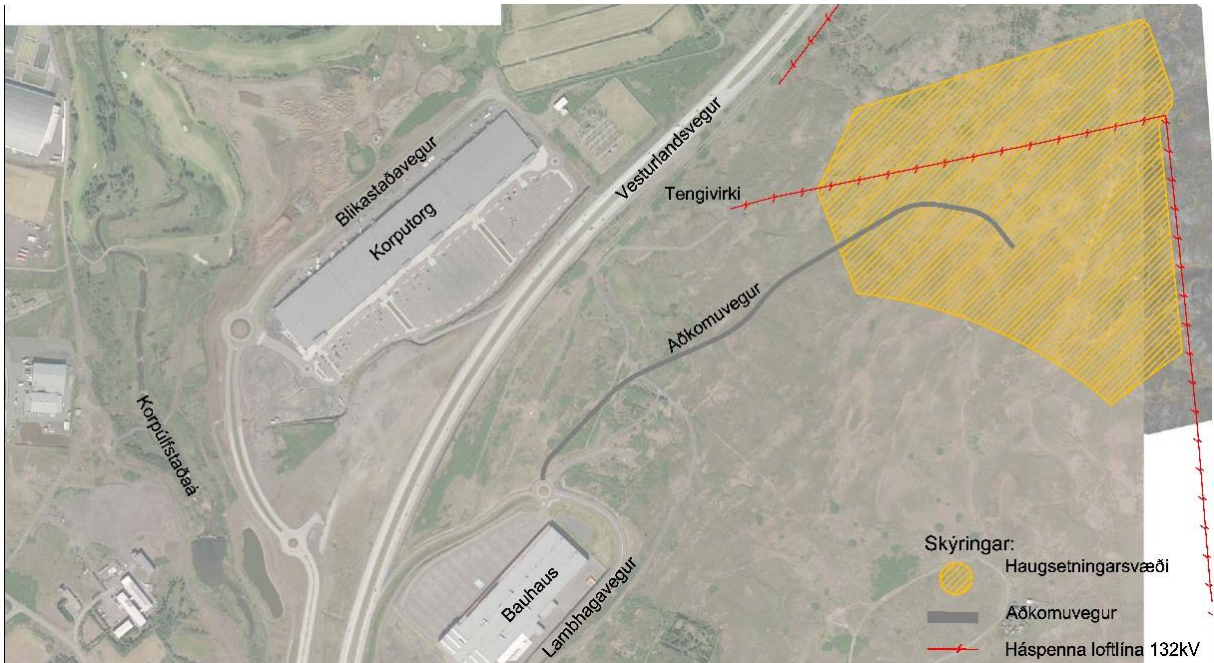 Vesturlandsvegur
Blikastaðavegur
Tengivirki
Korputorg
Aðkomuvegur
Korpúlfstaðaá
Skýringar:
Haugsetningarsvæði
Bauhaus
Aðkomuvegur
Lambhagavegur
Háspenna loftlína 132kV